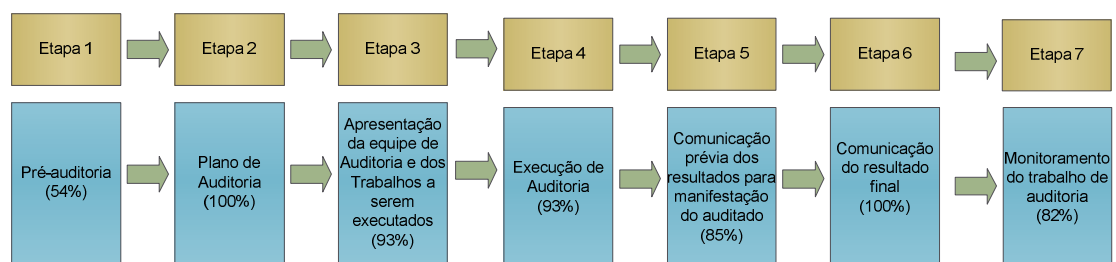 Etapa 1
Etapa 2
Etapa 3
Etapa 4
Etapa 5
Etapa 6
Etapa 7
Pré-auditoria
(54%)
Plano de
Auditoria
(100%)
Apresentação
da equipe de
Auditoria e dos
Trabalhos a
serem
executados
(93%)
Execução de
Auditoria
(93%)
Comunicação
prévia dos
resultados para
manifestação
do auditado
(85%)
Comunicação
do resultado
final
(100%)
Monitoramento
do trabalho de
auditoria
(82%)